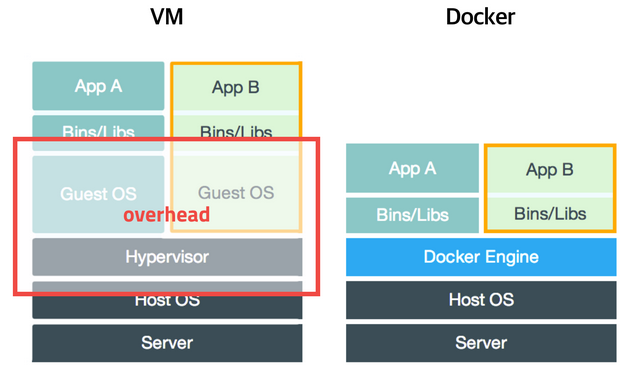 VM
App A
App B
Bins/Libs
Bins/Libs
Guest OS
Guest OS
overhead
Hypervisor
Host OS
Server
Docker
App A
App B
Bins/Libs
Bins/Libs
Docker Engine
Host OS
Server